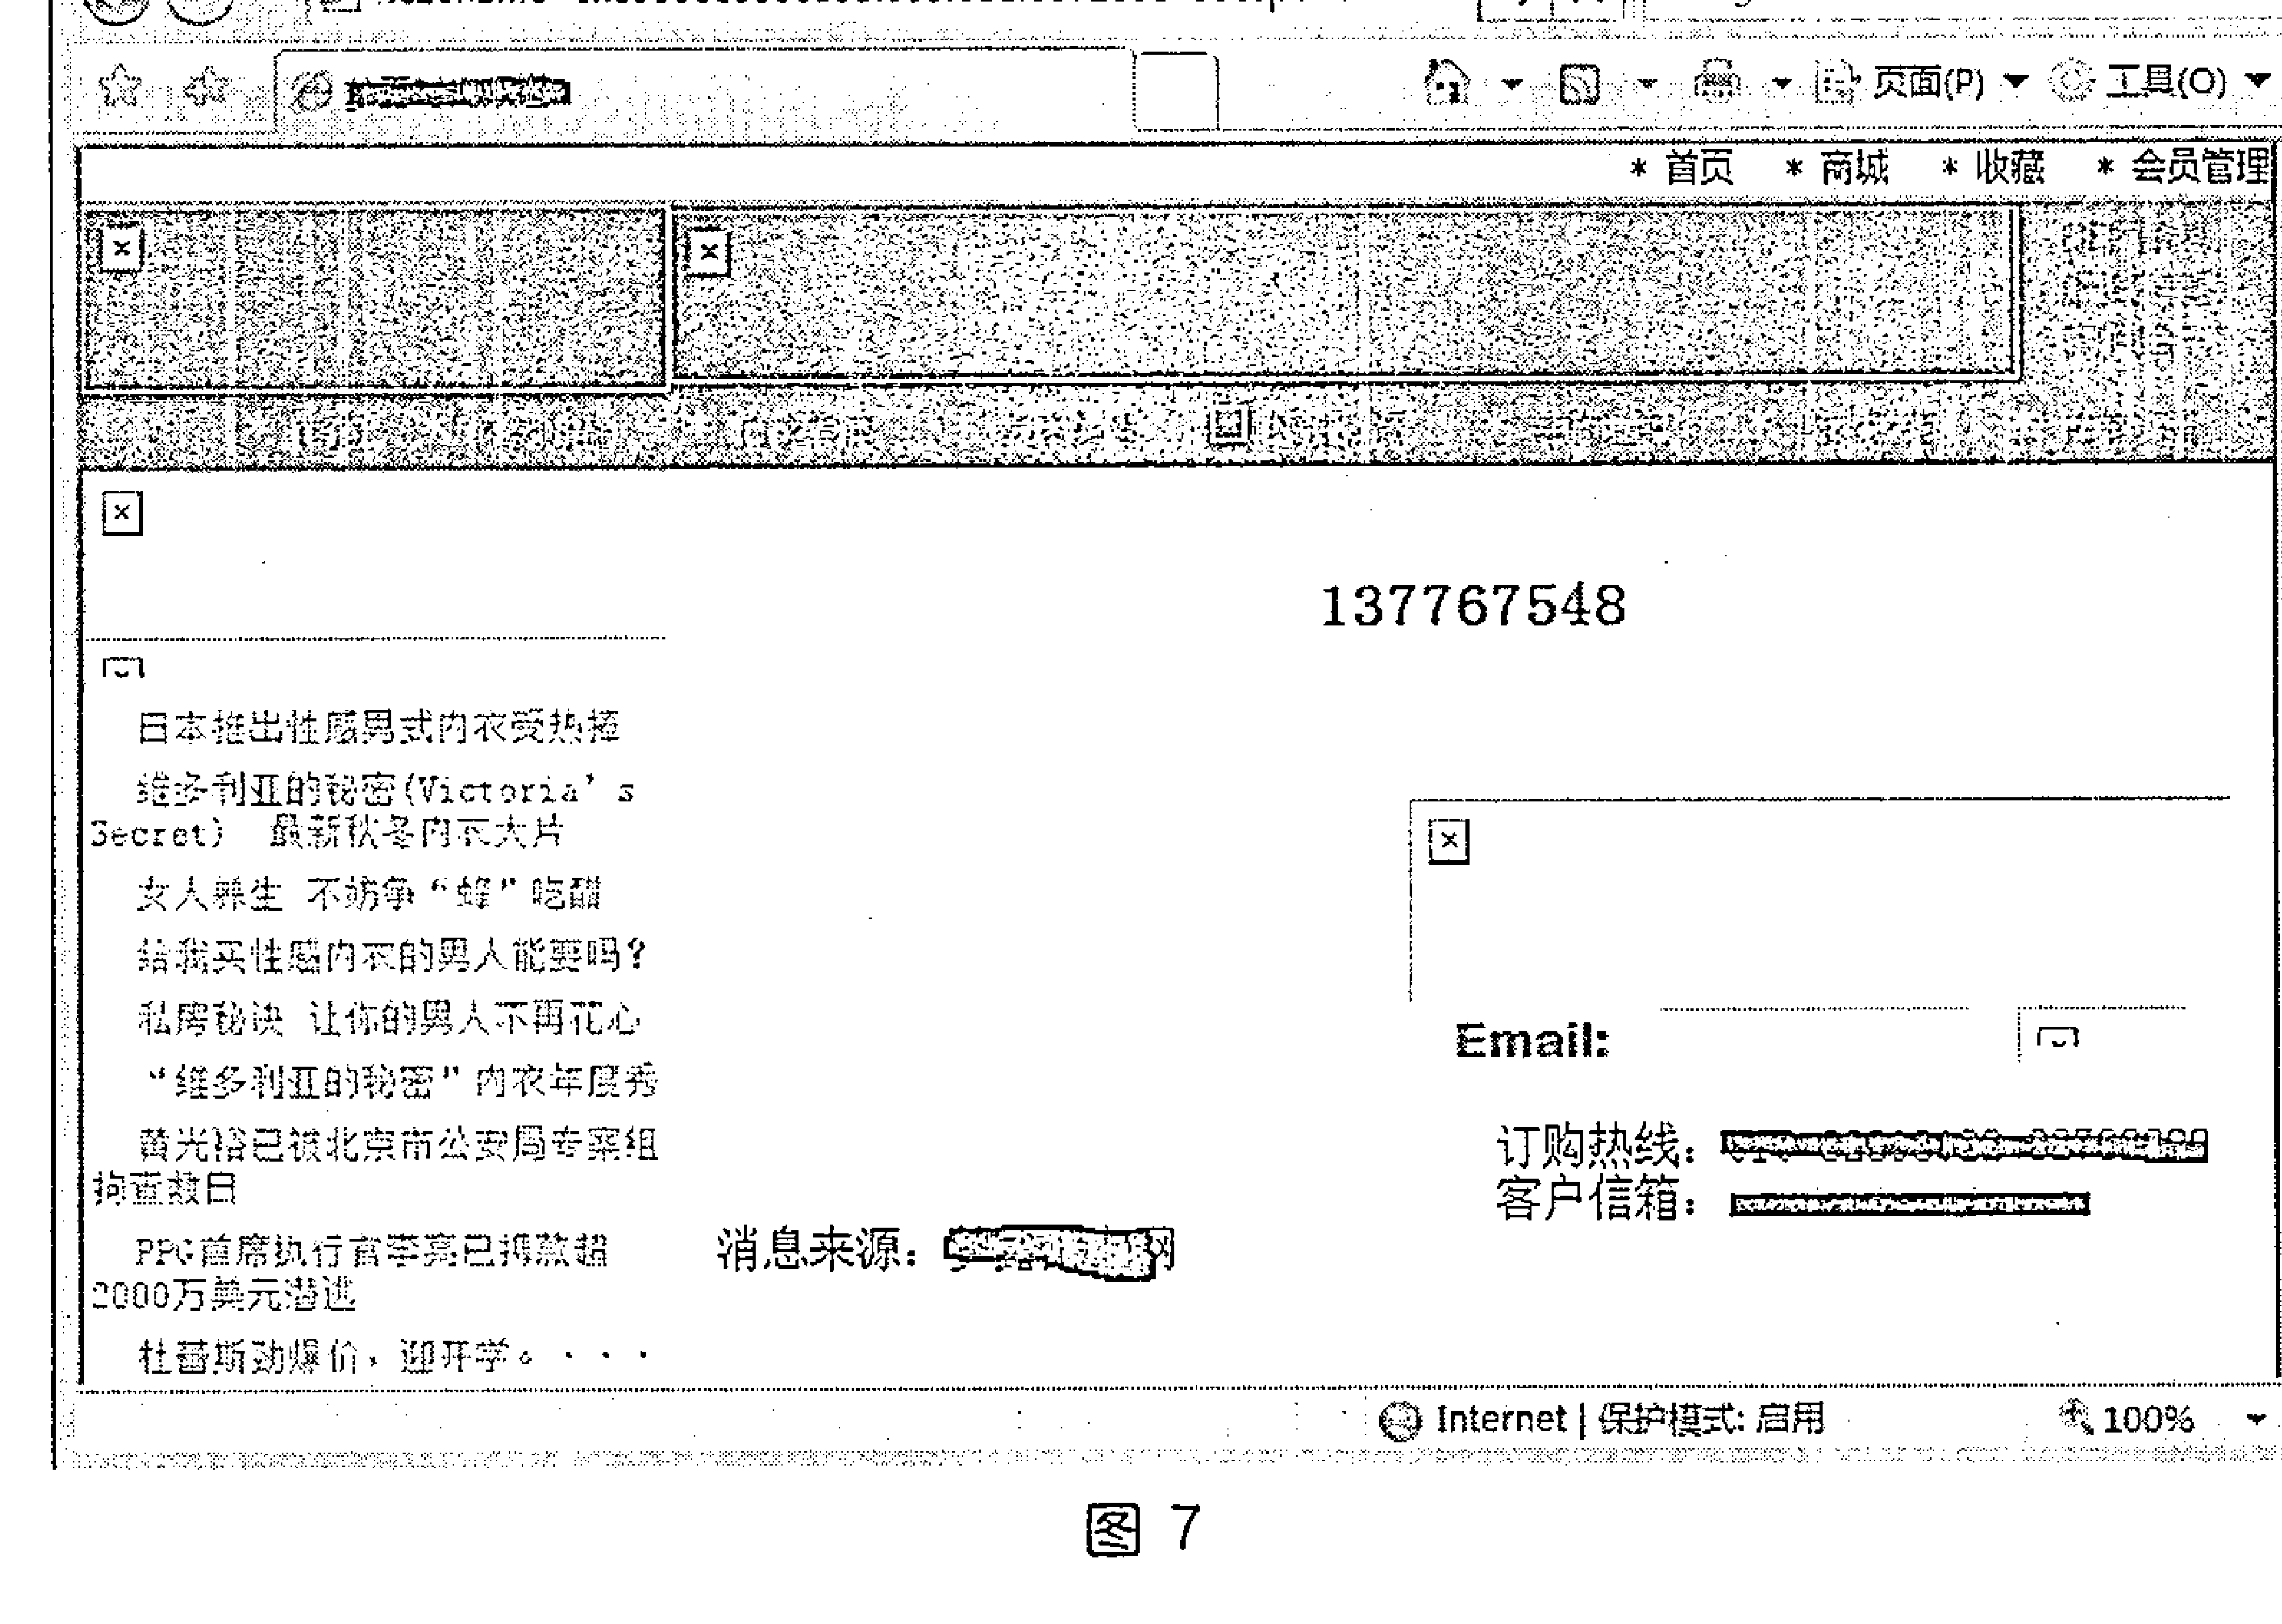 页面(P) 工具(O)
* 首页 * 商城 * 收藏 * 会员管理
137767548
日本推出性感男式内衣受热捧
维多利亚的秘密(Victoria's
Secret) 最新秋冬内衣大片
女人养生 不妨争“蜂”吃醋
给我买性感内衣的男人能要吗?
私房秘诀 让你的男人不再花心
“维多利亚的秘密”内衣年度秀
黄光裕已被北京市公安局专案组
拘查数日
PPG首席执行官李亮已携款超
2000万美元潜逃
杜蕾斯劲爆价，迎开学。···
Email:
订购热线：
客户信箱：
消息来源： 网
Internet | 保护模式: 启用 100%
图 7